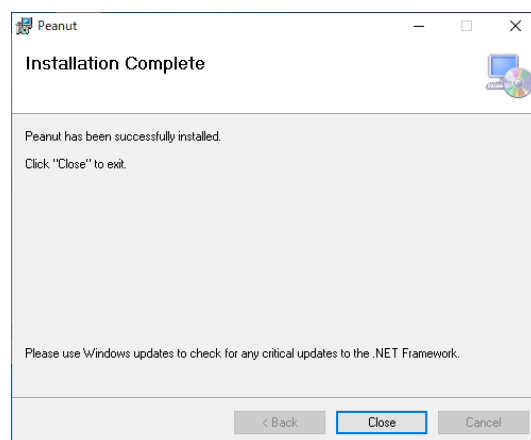 Peanut
Installation Complete
Peanut has been successfully installed.
Click "Close" to exit.
Please use Windows updates to check for any critical updates to the .NET Framework.
< Back Close Cancel